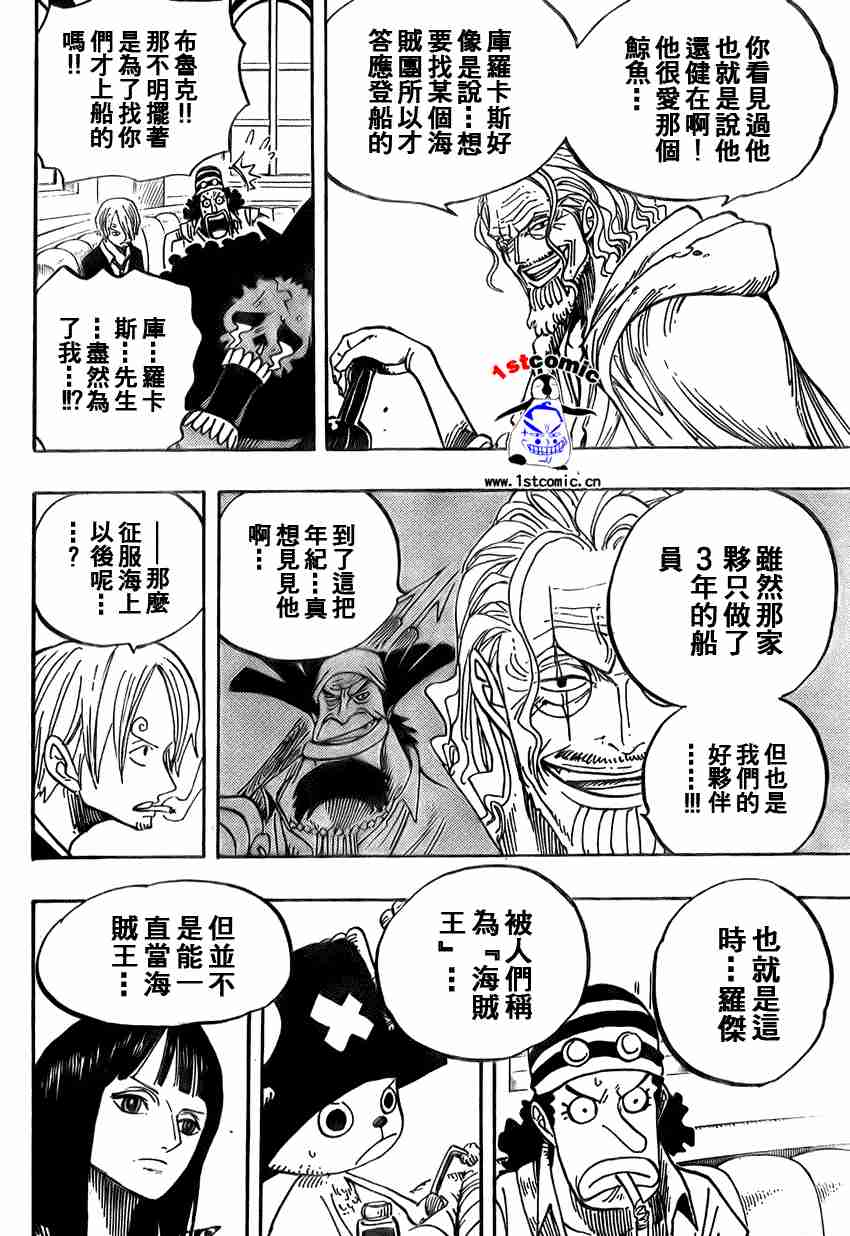 你看見過他
也就是說他
還健在啊！
他很愛那個
鯨魚…
庫羅卡斯好
像是說…想
要找某個海
賊團所以才
答應登船的
布魯克!!
那不明擺著
是為了找你
們才上船的
嗎!!
庫…羅卡
斯…先生
…盡然為
了我…!!?
1stcomic
www.1stcomic.cn
雖然那家
夥只做了
3年的船
員
但也是
我們的
好夥伴
……!!!
到了這把
年紀…真
想見見他
啊…
──那麼
征服海上
以後呢…
…?
也就是這
時…羅傑
被人們稱
為『海賊
王』…
但並不
是能一
直當海
賊王…